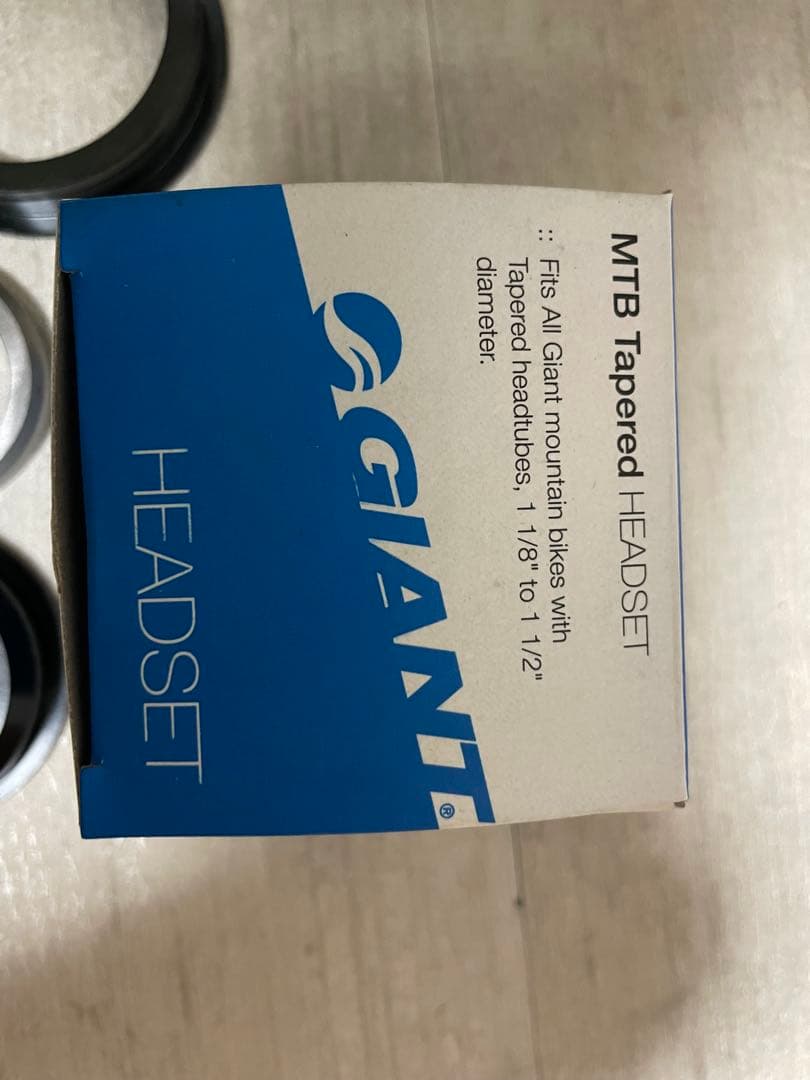 MTB Tapered HEADSET
:: Fits All Giant mountain bikes with
Tapered headtubes, 1 1/8" to 1 1/2"
diameter.
GIANT®
HEADSET